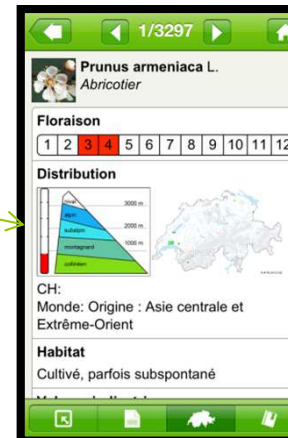 1/3297
Prunus armeniaca L.
Abricotier
Floraison
1 2 3 4 5 6 7 8 9 10 11 12
Distribution
3000 m
alpin
2000 m
subalpin
1000 m
montagnard
collinéen
CH:
Monde: Origine : Asie centrale et
Extrême-Orient
Habitat
Cultivé, parfois subspontané